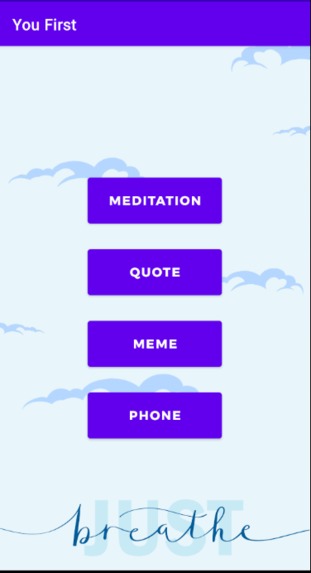 You First
MEDITATION
QUOTE
MEME
PHONE
JUST
breathe